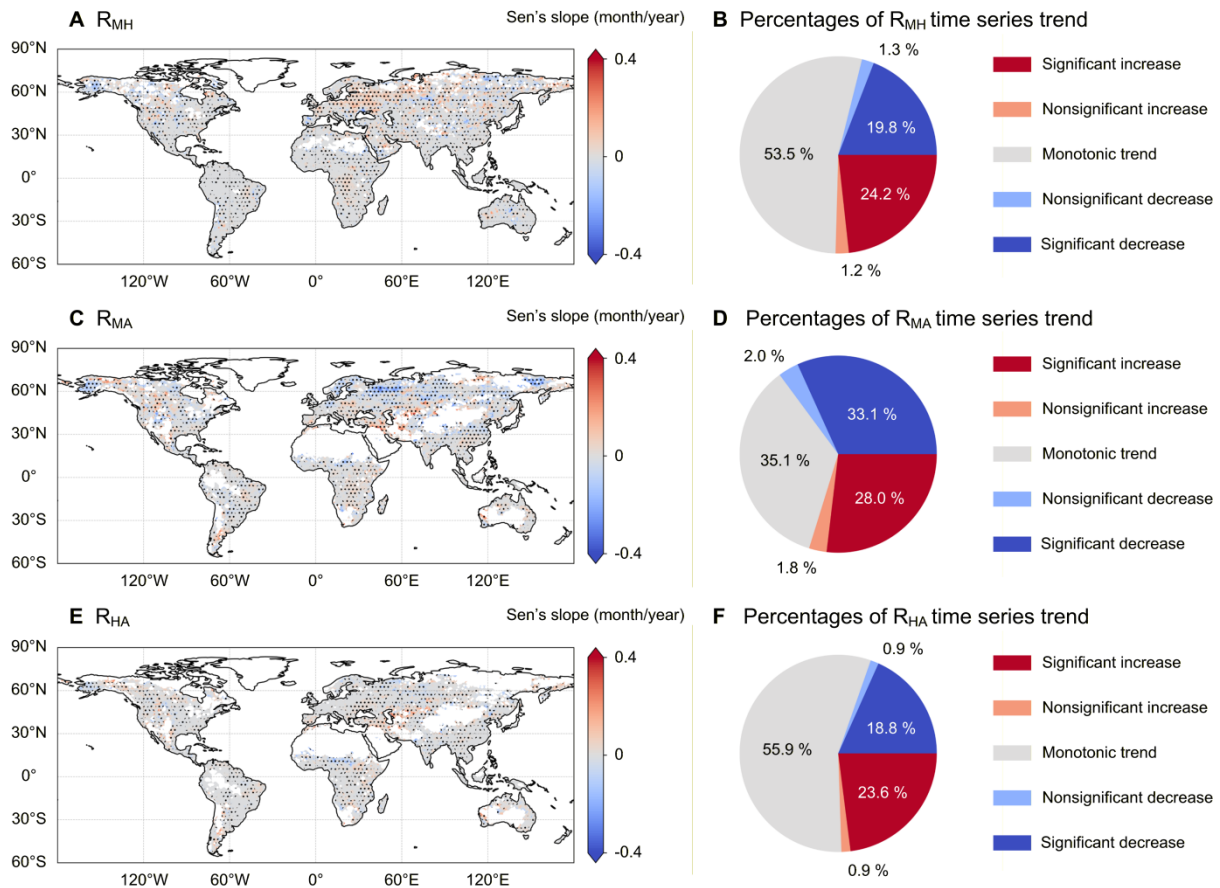 A R_MH
Sen's slope (month/year)
90°N
60°N
30°N
0°
30°S
60°S
120°W
60°W
0°
60°E
120°E
0.4
0
-0.4
B Percentages of R_MH time series trend
1.3 %
19.8 %
53.5 %
24.2 %
1.2 %
Significant increase
Nonsignificant increase
Monotonic trend
Nonsignificant decrease
Significant decrease
C R_MA
Sen's slope (month/year)
90°N
60°N
30°N
0°
30°S
60°S
120°W
60°W
0°
60°E
120°E
0.4
0
-0.4
D Percentages of R_MA time series trend
2.0 %
33.1 %
35.1 %
28.0 %
1.8 %
Significant increase
Nonsignificant increase
Monotonic trend
Nonsignificant decrease
Significant decrease
E R_HA
Sen's slope (month/year)
90°N
60°N
30°N
0°
30°S
60°S
120°W
60°W
0°
60°E
120°E
0.4
0
-0.4
F Percentages of R_HA time series trend
0.9 %
18.8 %
55.9 %
23.6 %
0.9 %
Significant increase
Nonsignificant increase
Monotonic trend
Nonsignificant decrease
Significant decrease